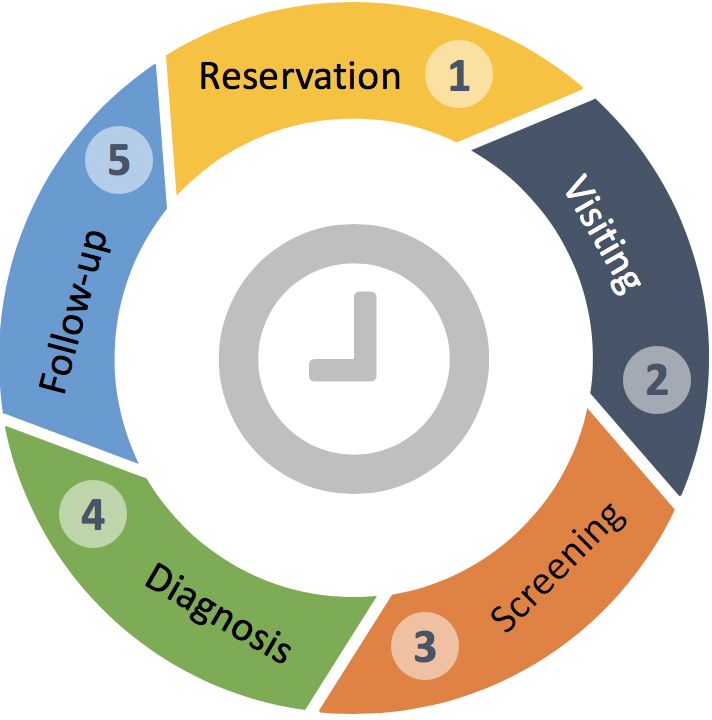 Reservation 1
Visiting 2
Screening 3
Diagnosis 4
Follow-up 5